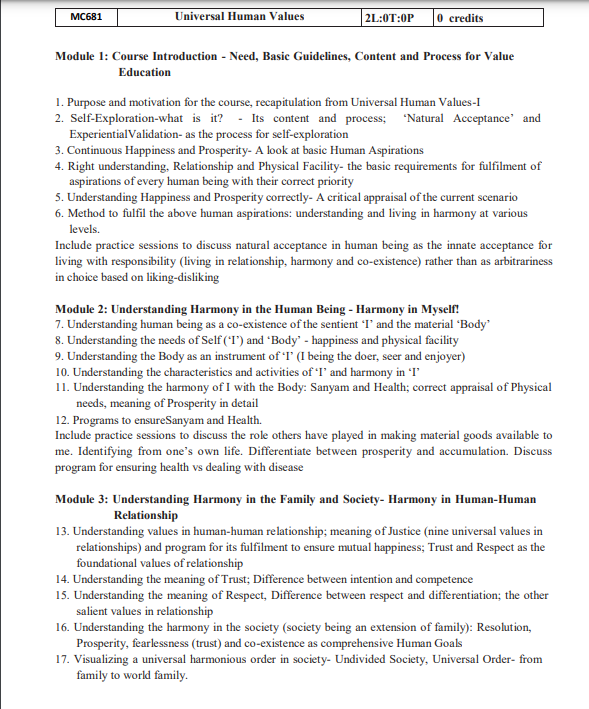 MC681 Universal Human Values 2L:0T:0P 0 credits
Module 1: Course Introduction - Need, Basic Guidelines, Content and Process for Value
Education
1. Purpose and motivation for the course, recapitulation from Universal Human Values-I
2. Self-Exploration-what is it? - Its content and process; ‘Natural Acceptance’ and
ExperientialValidation- as the process for self-exploration
3. Continuous Happiness and Prosperity- A look at basic Human Aspirations
4. Right understanding, Relationship and Physical Facility- the basic requirements for fulfilment of
aspirations of every human being with their correct priority
5. Understanding Happiness and Prosperity correctly- A critical appraisal of the current scenario
6. Method to fulfil the above human aspirations: understanding and living in harmony at various
levels.
Include practice sessions to discuss natural acceptance in human being as the innate acceptance for
living with responsibility (living in relationship, harmony and co-existence) rather than as arbitrariness
in choice based on liking-disliking
Module 2: Understanding Harmony in the Human Being - Harmony in Myself!
7. Understanding human being as a co-existence of the sentient ‘I’ and the material ‘Body’
8. Understanding the needs of Self (‘I’) and ‘Body’ - happiness and physical facility
9. Understanding the Body as an instrument of ‘I’ (I being the doer, seer and enjoyer)
10. Understanding the characteristics and activities of ‘I’ and harmony in ‘I’
11. Understanding the harmony of I with the Body: Sanyam and Health; correct appraisal of Physical
needs, meaning of Prosperity in detail
12. Programs to ensureSanyam and Health.
Include practice sessions to discuss the role others have played in making material goods available to
me. Identifying from one’s own life. Differentiate between prosperity and accumulation. Discuss
program for ensuring health vs dealing with disease
Module 3: Understanding Harmony in the Family and Society- Harmony in Human-Human
Relationship
13. Understanding values in human-human relationship; meaning of Justice (nine universal values in
relationships) and program for its fulfilment to ensure mutual happiness; Trust and Respect as the
foundational values of relationship
14. Understanding the meaning of Trust; Difference between intention and competence
15. Understanding the meaning of Respect, Difference between respect and differentiation; the other
salient values in relationship
16. Understanding the harmony in the society (society being an extension of family): Resolution,
Prosperity, fearlessness (trust) and co-existence as comprehensive Human Goals
17. Visualizing a universal harmonious order in society- Undivided Society, Universal Order- from
family to world family.